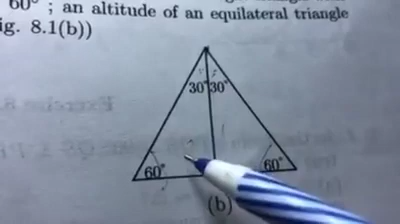 60° ; an altitude of an equilateral triangle
ig. 8.1(b))
30° 30°
60° 60°
(b)